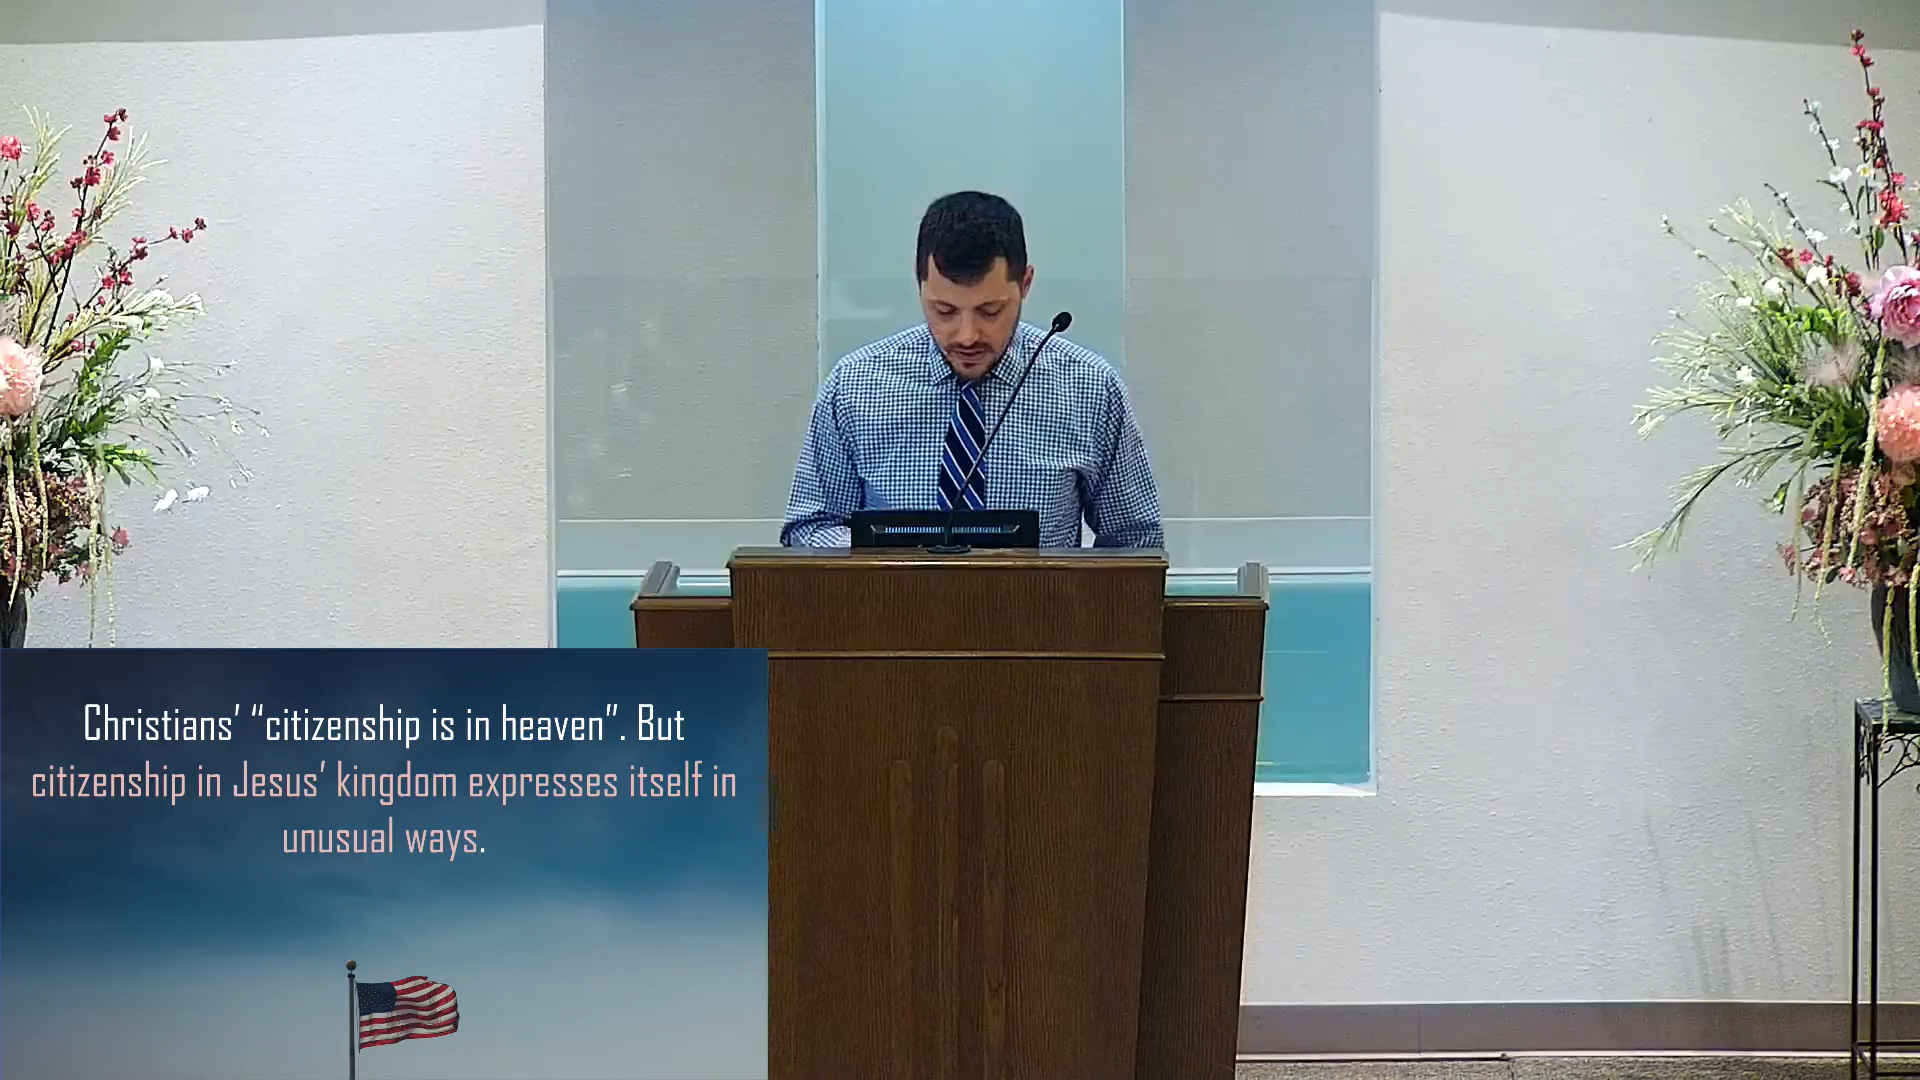 Christians’ “citizenship is in heaven”. But
citizenship in Jesus’ kingdom expresses itself in
unusual ways.